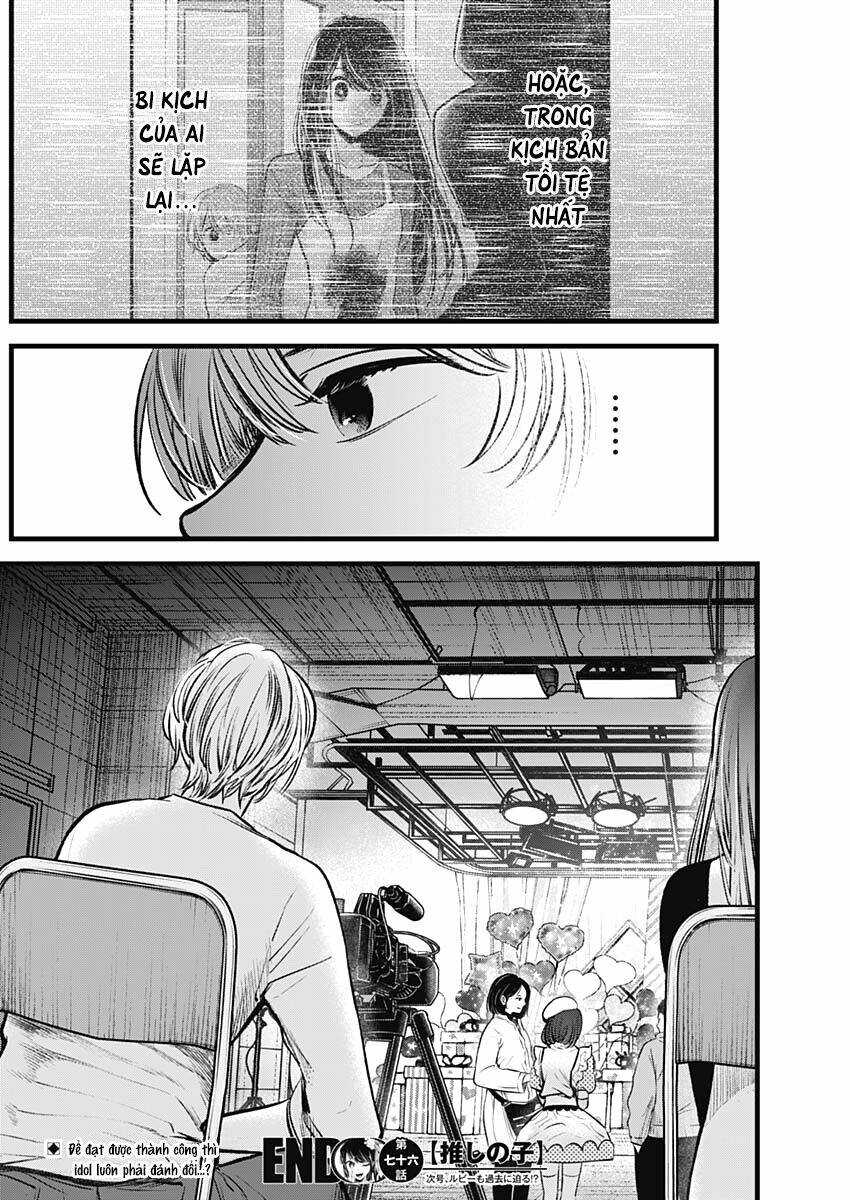 HOẶC,
TRONG
KỊCH BẢN
TỒI TỆ
NHẤT
BI KỊCH
CỦA AI
SẼ LẶP
LẠI...
......
Để đạt được thành công thì
idol luôn phải đánh đổi...?
END
第
七十六
話
【推しの子】
次号、ルビーも過去に迫る!?